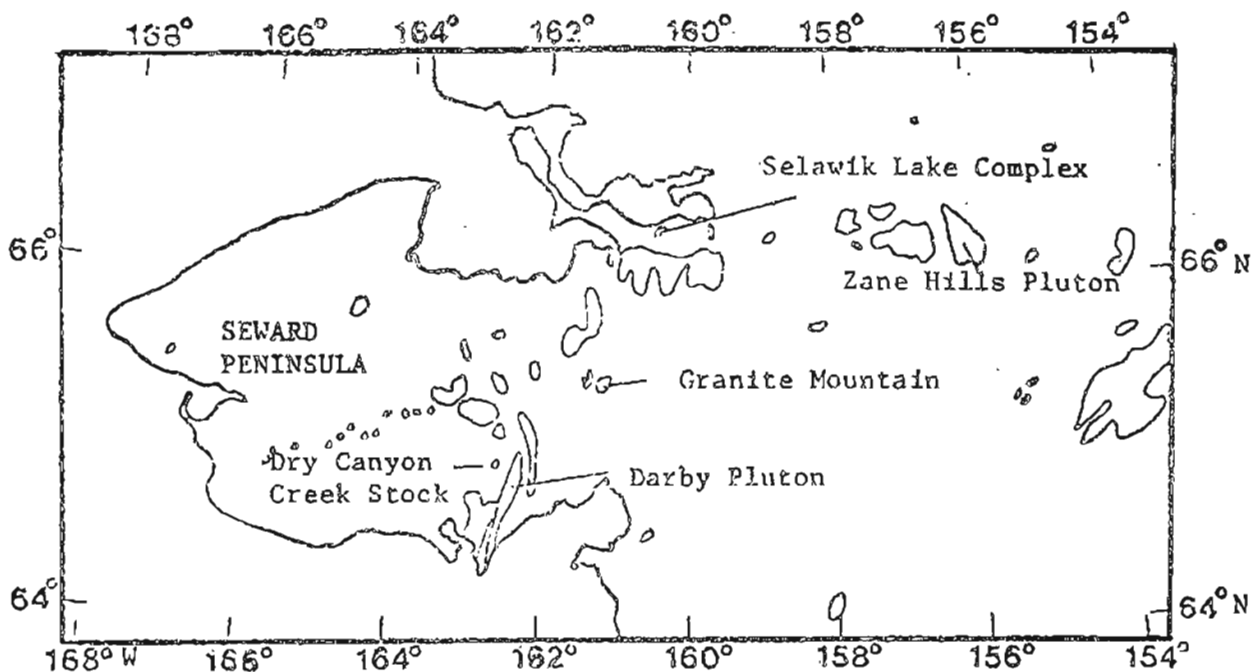 168° 166° 164° 162° 160° 158° 156° 154°
Selawik Lake Complex
66°
66° N
Zane Hills Pluton
SEWARD
PENINSULA
Granite Mountain
Dry Canyon
Creek Stock
Darby Pluton
64°
64° N
168° W 166° 164° 162° 160° 158° 156° 154°